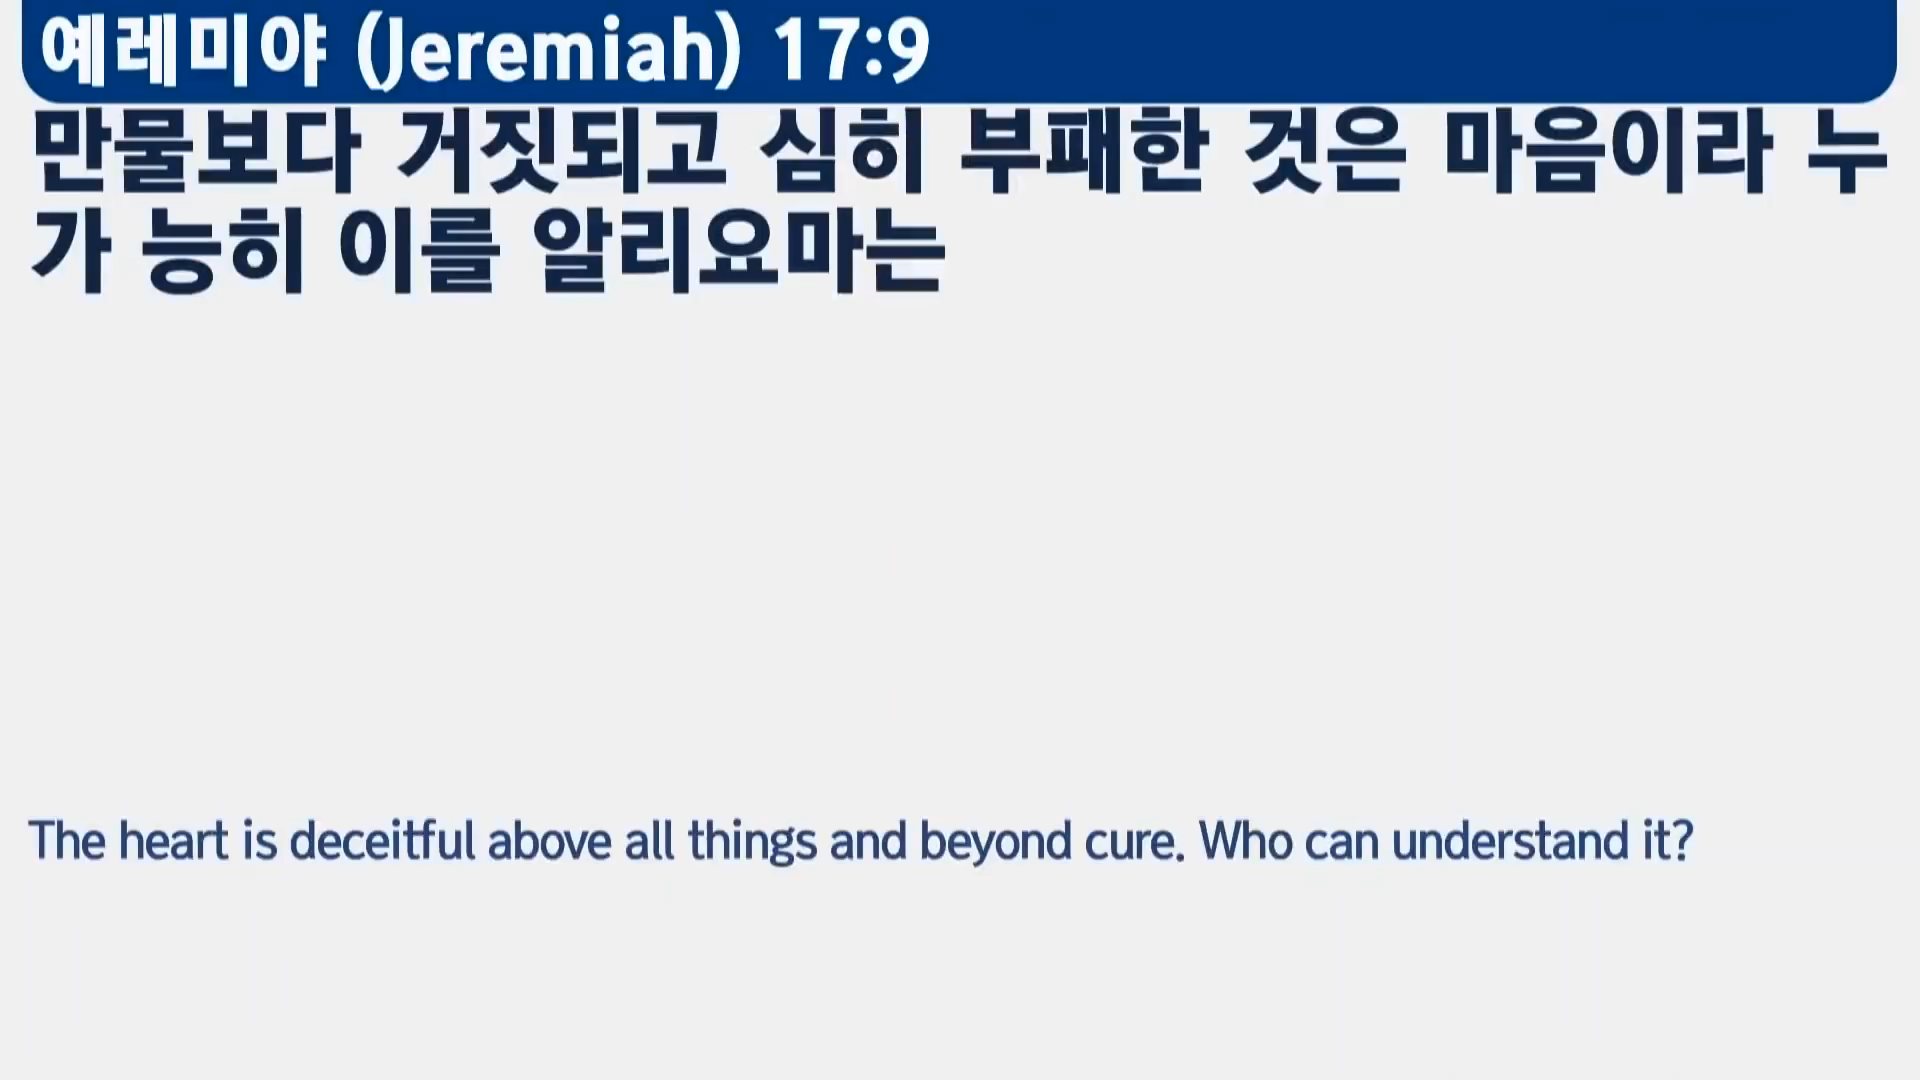 예레미야 (Jeremiah) 17:9
만물보다 거짓되고 심히 부패한 것은 마음이라 누
가 능히 이를 알리요마는
The heart is deceitful above all things and beyond cure. Who can understand it?